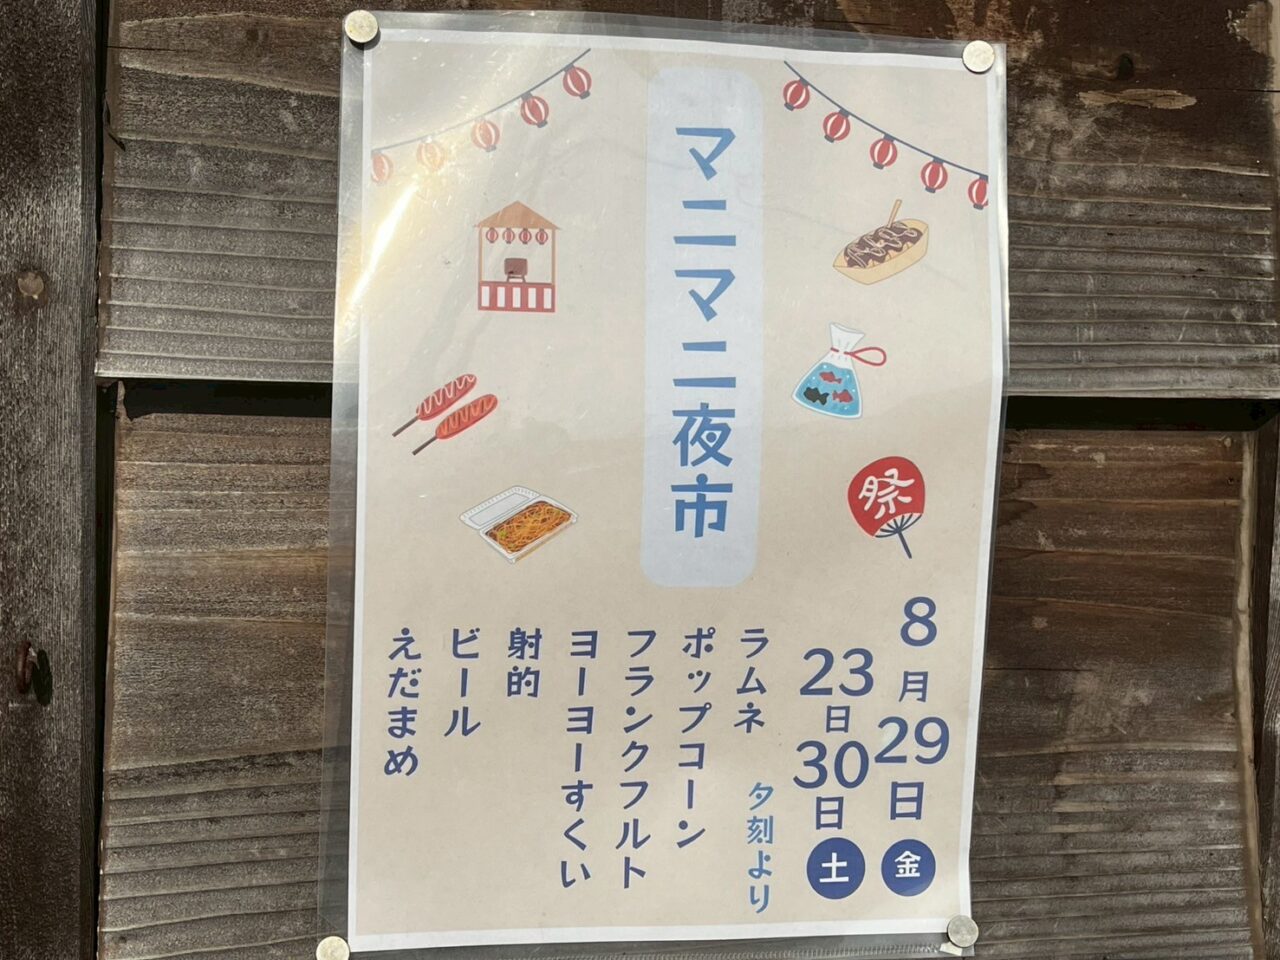 マニマニ夜市
祭
8月29日金
23日30日土
夕刻より
ラムネ
ポップコーン
フランクフルト
ヨーヨーすくい
射的
ビール
えだまめ